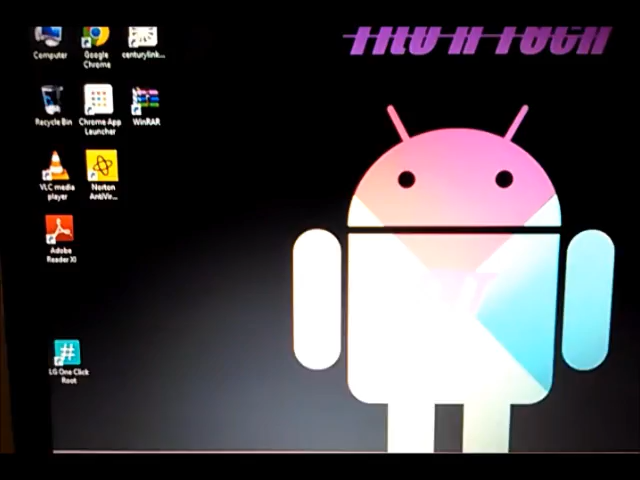 Computer
Google
Chrome
centurylink...
Recycle Bin
Chrome App
Launcher
WinRAR
VLC media
player
Norton
AntiVir...
Adobe
Reader XI
#
LG One Click
Root